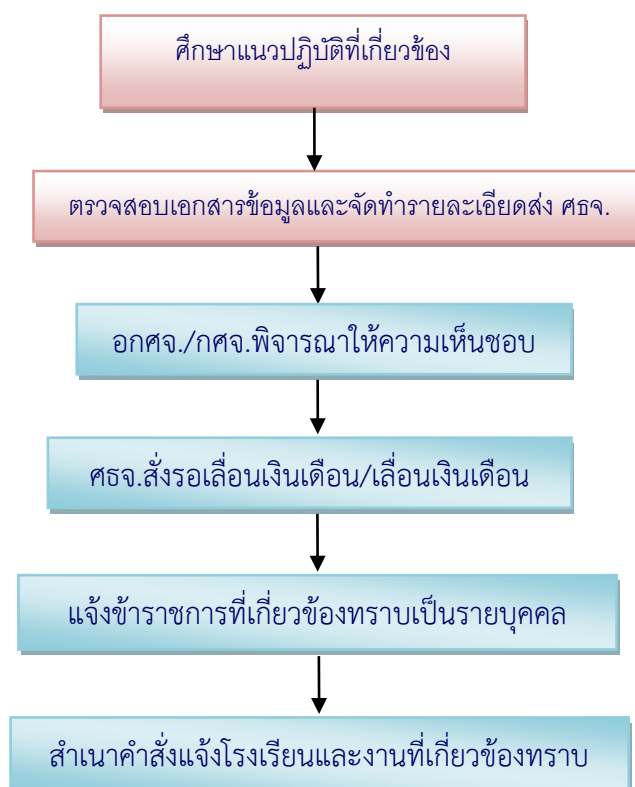 ศึกษาแนวปฏิบัติที่เกี่ยวข้อง
ตรวจสอบเอกสารข้อมูลและจัดทำรายละเอียดส่ง ศธจ.
อกศจ./กศจ.พิจารณาให้ความเห็นชอบ
ศธจ.สั่งรอเลื่อนเงินเดือน/เลื่อนเงินเดือน
แจ้งข้าราชการที่เกี่ยวข้องทราบเป็นรายบุคคล
สำเนาคำสั่งแจ้งโรงเรียนและงานที่เกี่ยวข้องทราบ